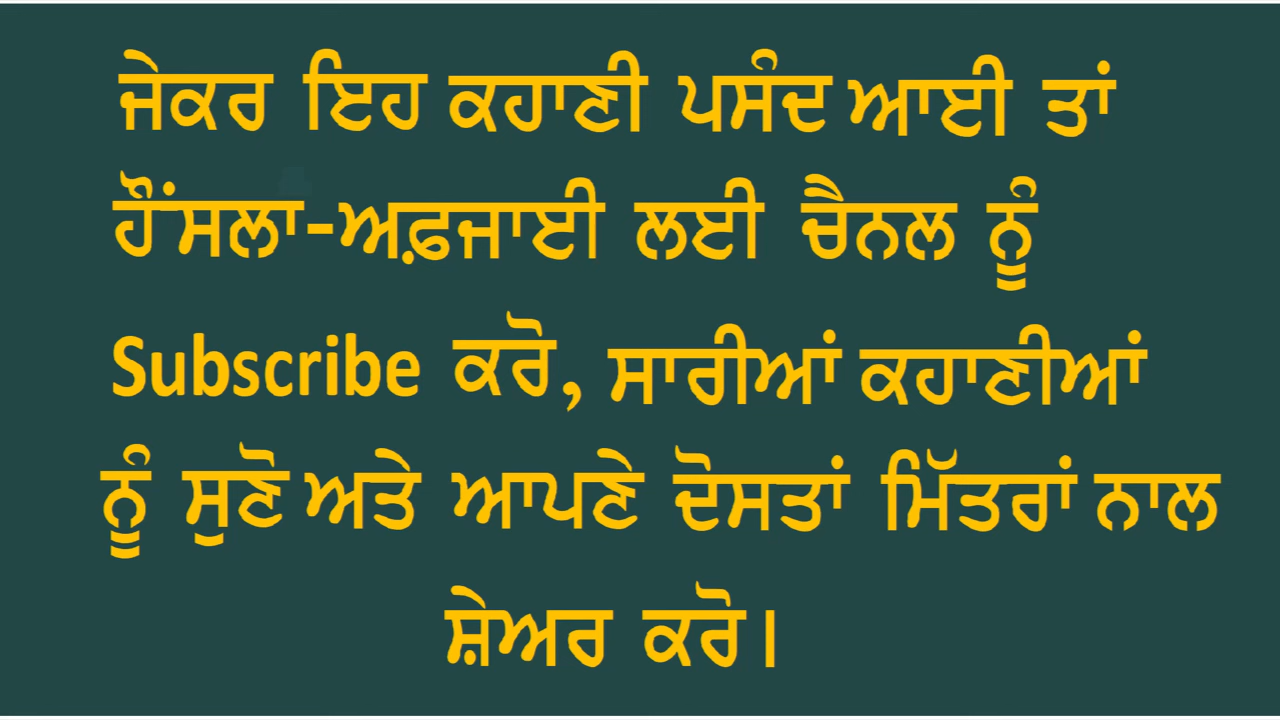 ਜੇਕਰ ਇਹ ਕਹਾਣੀ ਪਸੰਦ ਆਈ ਤਾਂ
ਹੌਂਸਲਾਂ-ਅਫ਼ਜਾਈ ਲਈ ਚੈਨਲ ਨੂੰ
Subscribe ਕਰੋ, ਸਾਰੀਆਂ ਕਹਾਣੀਆਂ
ਨੂੰ ਸੁਣੋ ਅਤੇ ਆਪਣੇ ਦੋਸਤਾਂ ਮਿੱਤਰਾਂ ਨਾਲ
ਸ਼ੇਅਰ ਕਰੋ।